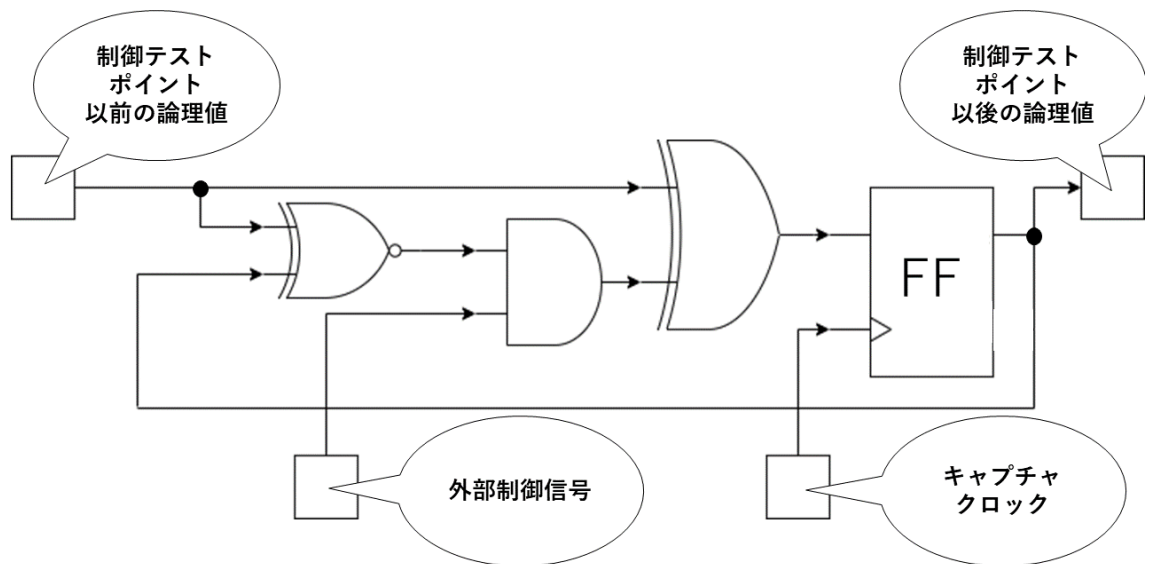 制御テスト
ポイント
以前の論理値
制御テスト
ポイント
以後の論理値
FF
外部制御信号
キャプチャ
クロック